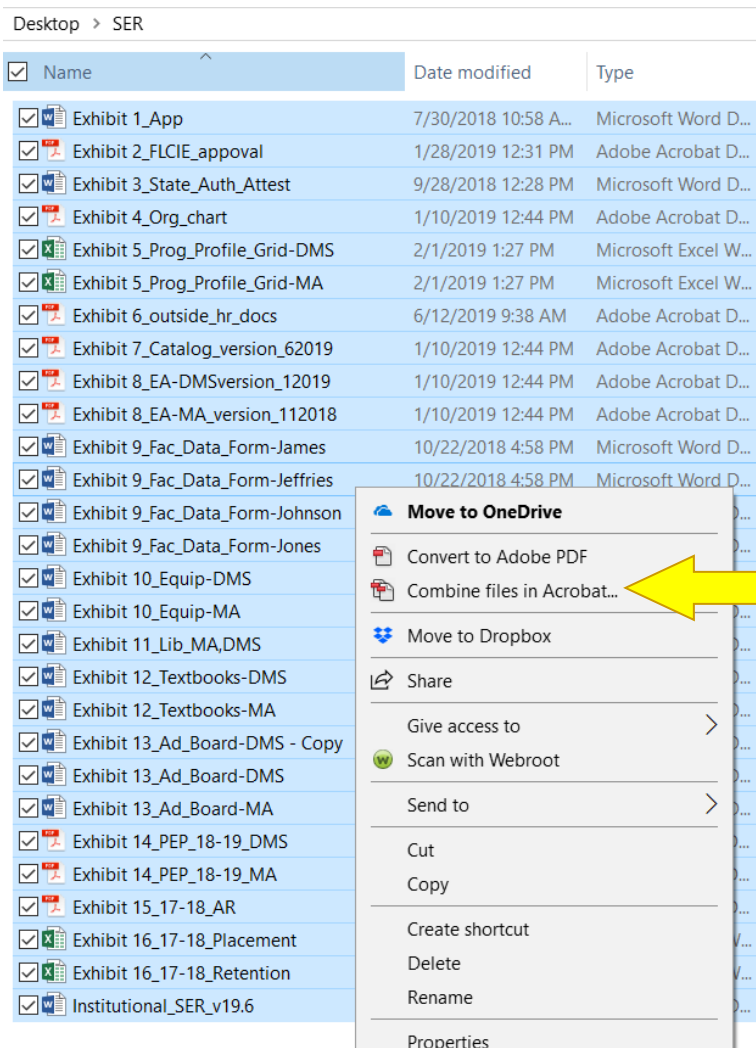 Desktop > SER
Name Date modified Type
Exhibit 1_App 7/30/2018 10:58 A... Microsoft Word D...
Exhibit 2_FLCIE_appoval 1/28/2019 12:31 PM Adobe Acrobat D...
Exhibit 3_State_Auth_Attest 9/28/2018 12:28 PM Microsoft Word D...
Exhibit 4_Org_chart 1/10/2019 12:44 PM Adobe Acrobat D...
Exhibit 5_Prog_Profile_Grid-DMS 2/1/2019 1:27 PM Microsoft Excel W...
Exhibit 5_Prog_Profile_Grid-MA 2/1/2019 1:27 PM Microsoft Excel W...
Exhibit 6_outside_hr_docs 6/12/2019 9:38 AM Adobe Acrobat D...
Exhibit 7_Catalog_version_62019 1/10/2019 12:44 PM Adobe Acrobat D...
Exhibit 8_EA-DMSversion_12019 1/10/2019 12:44 PM Adobe Acrobat D...
Exhibit 8_EA-MA_version_112018 1/10/2019 12:44 PM Adobe Acrobat D...
Exhibit 9_Fac_Data_Form-James 10/22/2018 4:58 PM Microsoft Word D...
Exhibit 9_Fac_Data_Form-Jeffries 10/22/2018 4:58 PM Microsoft Word D...
Exhibit 9_Fac_Data_Form-Johnson
Exhibit 9_Fac_Data_Form-Jones
Exhibit 10_Equip-DMS
Exhibit 10_Equip-MA
Exhibit 11_Lib_MA,DMS
Exhibit 12_Textbooks-DMS
Exhibit 12_Textbooks-MA
Exhibit 13_Ad_Board-DMS - Copy
Exhibit 13_Ad_Board-DMS
Exhibit 13_Ad_Board-MA
Exhibit 14_PEP_18-19_DMS
Exhibit 14_PEP_18-19_MA
Exhibit 15_17-18_AR
Exhibit 16_17-18_Placement
Exhibit 16_17-18_Retention
Institutional_SER_v19.6
Move to OneDrive
Convert to Adobe PDF
Combine files in Acrobat...
Move to Dropbox
Share
Give access to
Scan with Webroot
Send to
Cut
Copy
Create shortcut
Delete
Rename
Properties